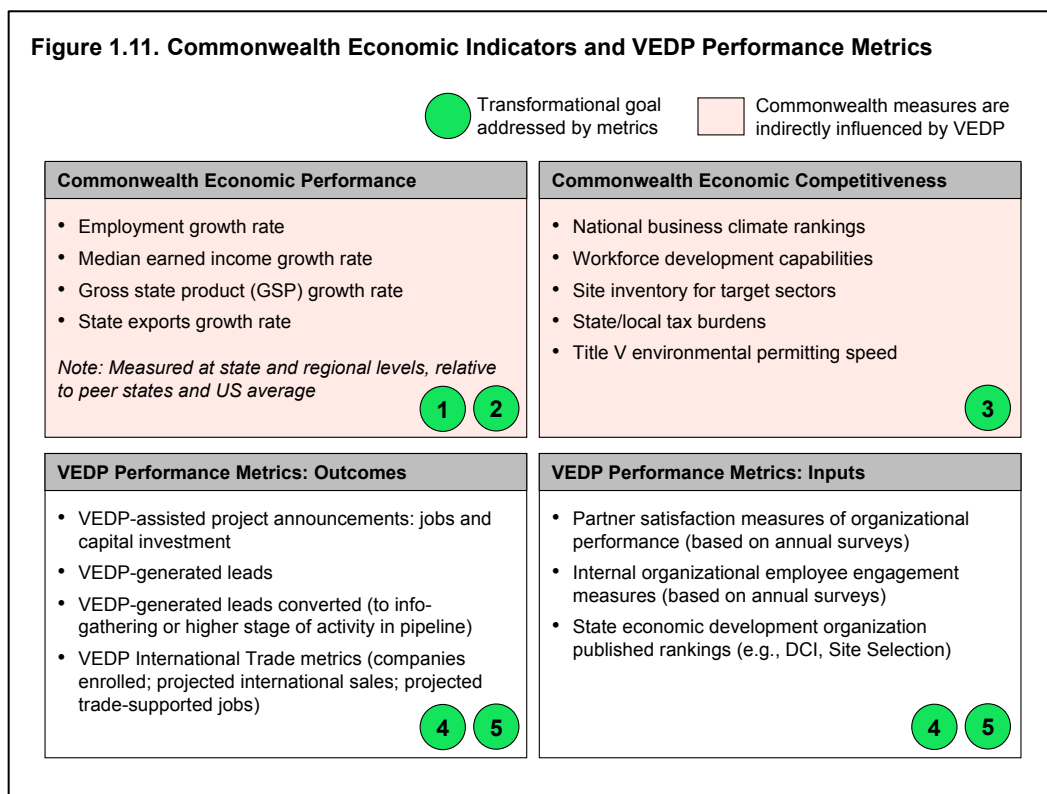 Figure 1.11. Commonwealth Economic Indicators and VEDP Performance Metrics
Transformational goal
addressed by metrics
Commonwealth measures are
indirectly influenced by VEDP
Commonwealth Economic Performance
• Employment growth rate
• Median earned income growth rate
• Gross state product (GSP) growth rate
• State exports growth rate
Note: Measured at state and regional levels, relative
to peer states and US average
1 2
Commonwealth Economic Competitiveness
• National business climate rankings
• Workforce development capabilities
• Site inventory for target sectors
• State/local tax burdens
• Title V environmental permitting speed
3
VEDP Performance Metrics: Outcomes
• VEDP-assisted project announcements: jobs and
capital investment
• VEDP-generated leads
• VEDP-generated leads converted (to info-
gathering or higher stage of activity in pipeline)
• VEDP International Trade metrics (companies
enrolled; projected international sales; projected
trade-supported jobs)
4 5
VEDP Performance Metrics: Inputs
• Partner satisfaction measures of organizational
performance (based on annual surveys)
• Internal organizational employee engagement
measures (based on annual surveys)
• State economic development organization
published rankings (e.g., DCI, Site Selection)
4 5